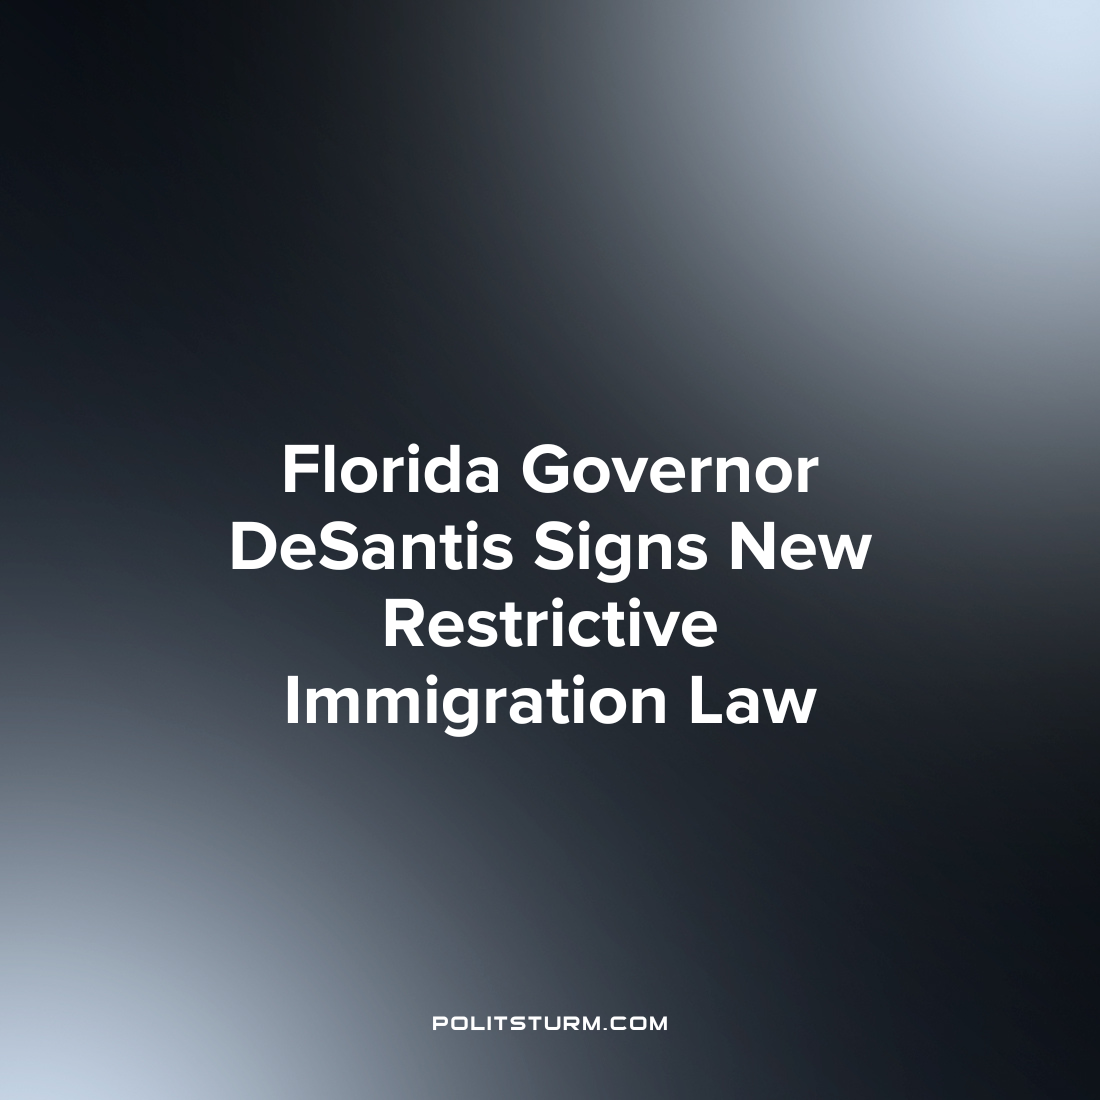 Florida Governor
DeSantis Signs New
Restrictive
Immigration Law
POLITSTURM.COM